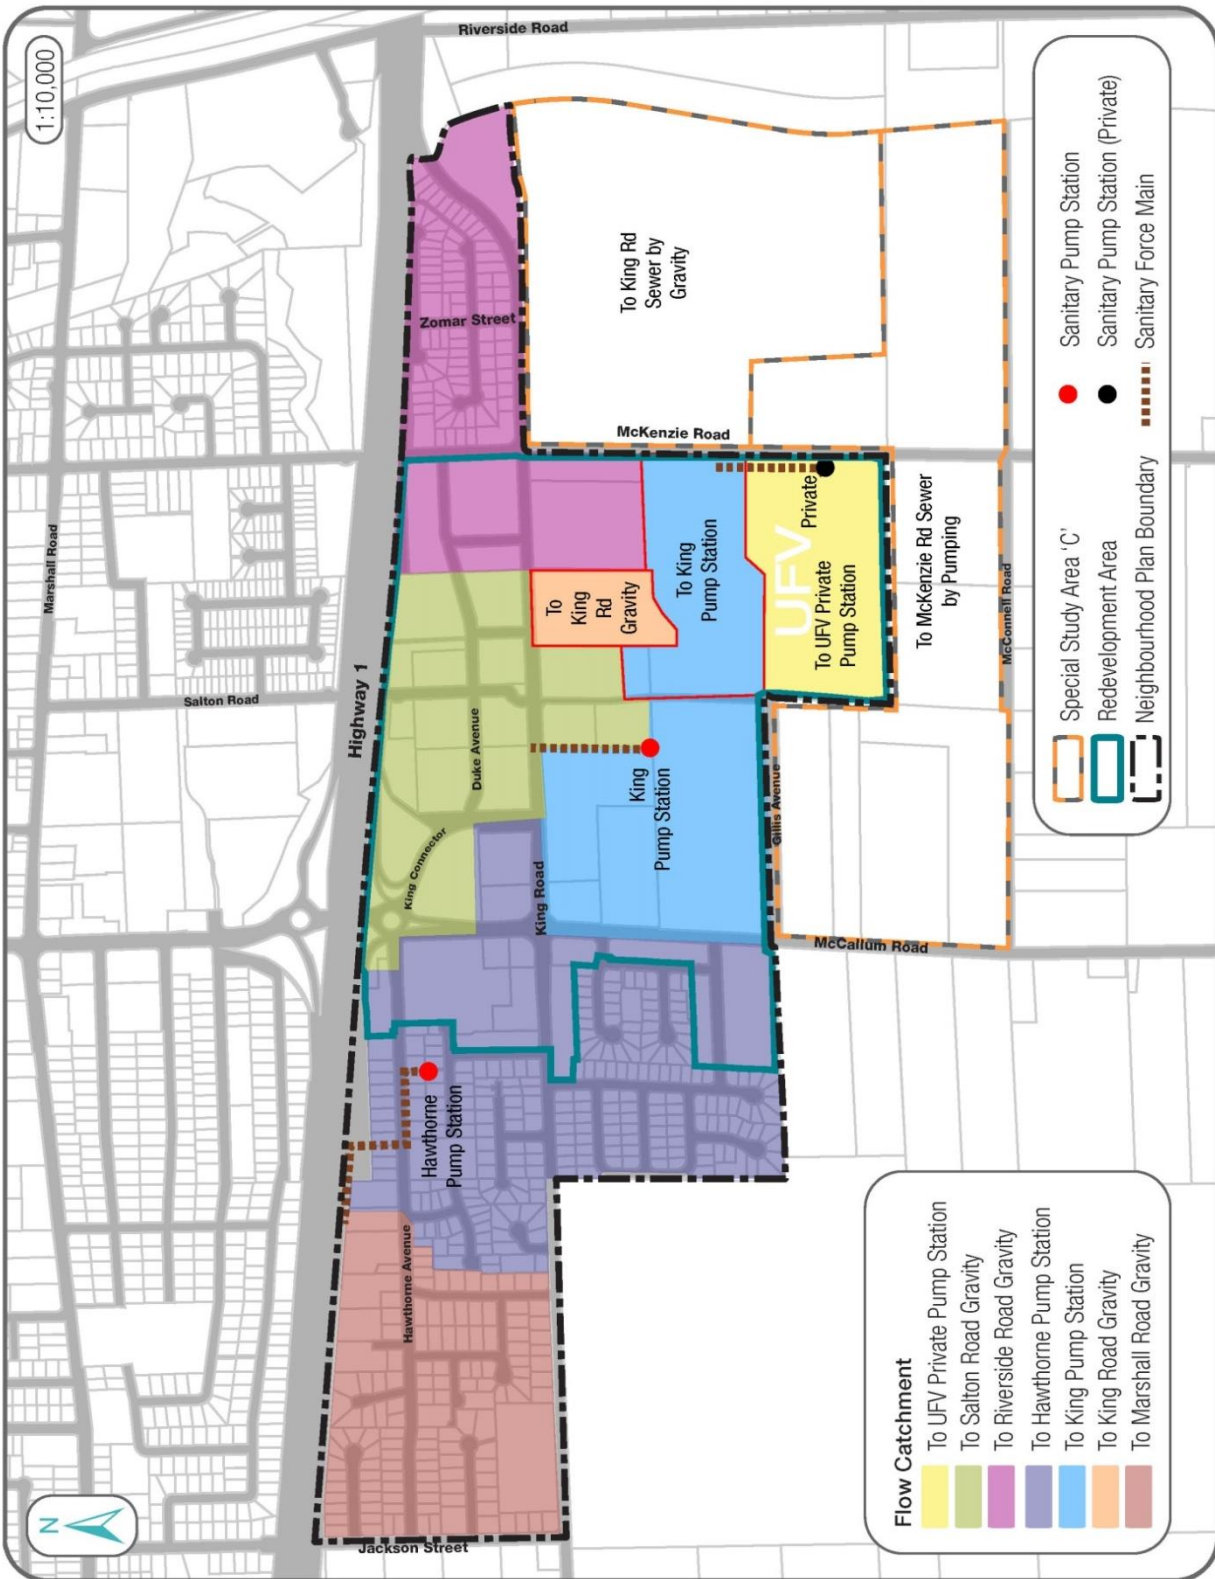 N
1:10,000
Marshall Road
Riverside Road
Salton Road
Highway 1
Zomar Street
Duke Avenue
King Connector
King Road
McKenzie Road
McCallum Road
Gillis Avenue
McConnell Road
Hawthorne Avenue
Jackson Street
Hawthorne
Pump Station
King
Pump Station
To
King
Rd
Gravity
To King
Pump Station
UFV
Private
To UFV Private
Pump Station
To King Rd
Sewer by
Gravity
To McKenzie Rd Sewer
by Pumping
Flow Catchment
To UFV Private Pump Station
To Salton Road Gravity
To Riverside Road Gravity
To Hawthorne Pump Station
To King Pump Station
To King Road Gravity
To Marshall Road Gravity
Special Study Area 'C'
Redevelopment Area
Neighbourhood Plan Boundary
Sanitary Pump Station
Sanitary Pump Station (Private)
Sanitary Force Main